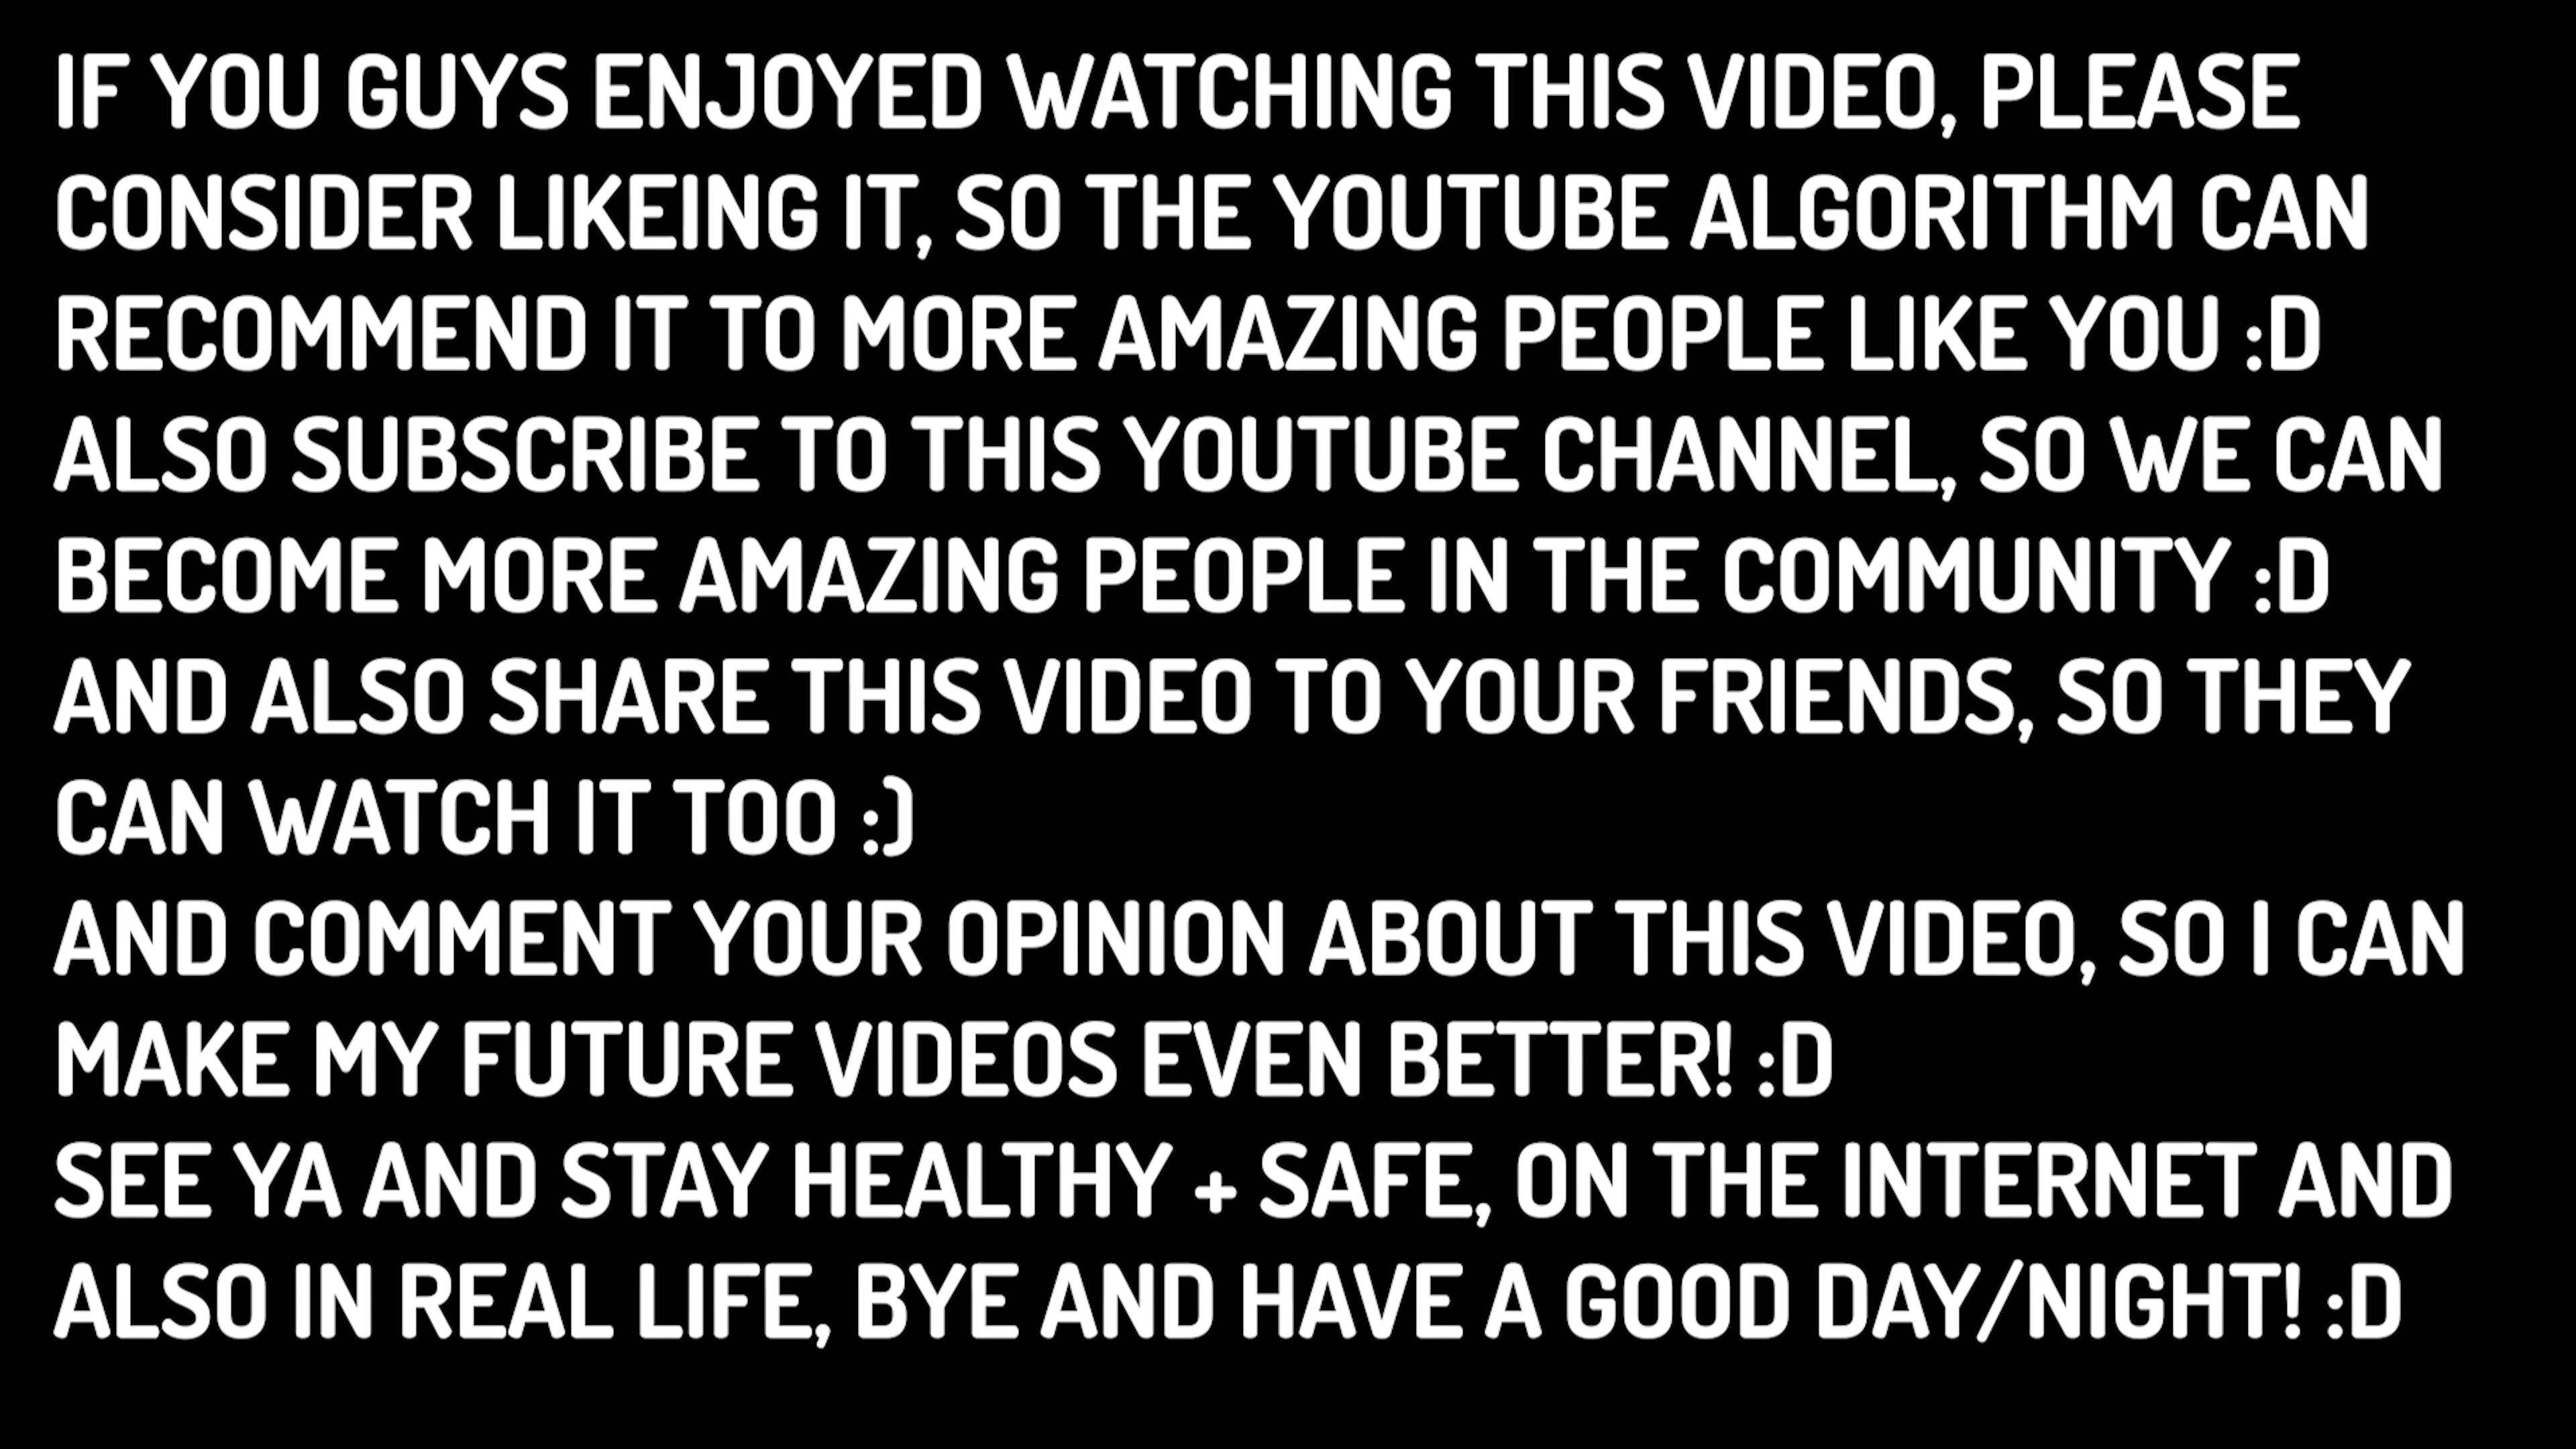 IF YOU GUYS ENJOYED WATCHING THIS VIDEO, PLEASE
CONSIDER LIKEING IT, SO THE YOUTUBE ALGORITHM CAN
RECOMMEND IT TO MORE AMAZING PEOPLE LIKE YOU :D
ALSO SUBSCRIBE TO THIS YOUTUBE CHANNEL, SO WE CAN
BECOME MORE AMAZING PEOPLE IN THE COMMUNITY :D
AND ALSO SHARE THIS VIDEO TO YOUR FRIENDS, SO THEY
CAN WATCH IT TOO :)
AND COMMENT YOUR OPINION ABOUT THIS VIDEO, SO I CAN
MAKE MY FUTURE VIDEOS EVEN BETTER! :D
SEE YA AND STAY HEALTHY + SAFE, ON THE INTERNET AND
ALSO IN REAL LIFE, BYE AND HAVE A GOOD DAY/NIGHT! :D